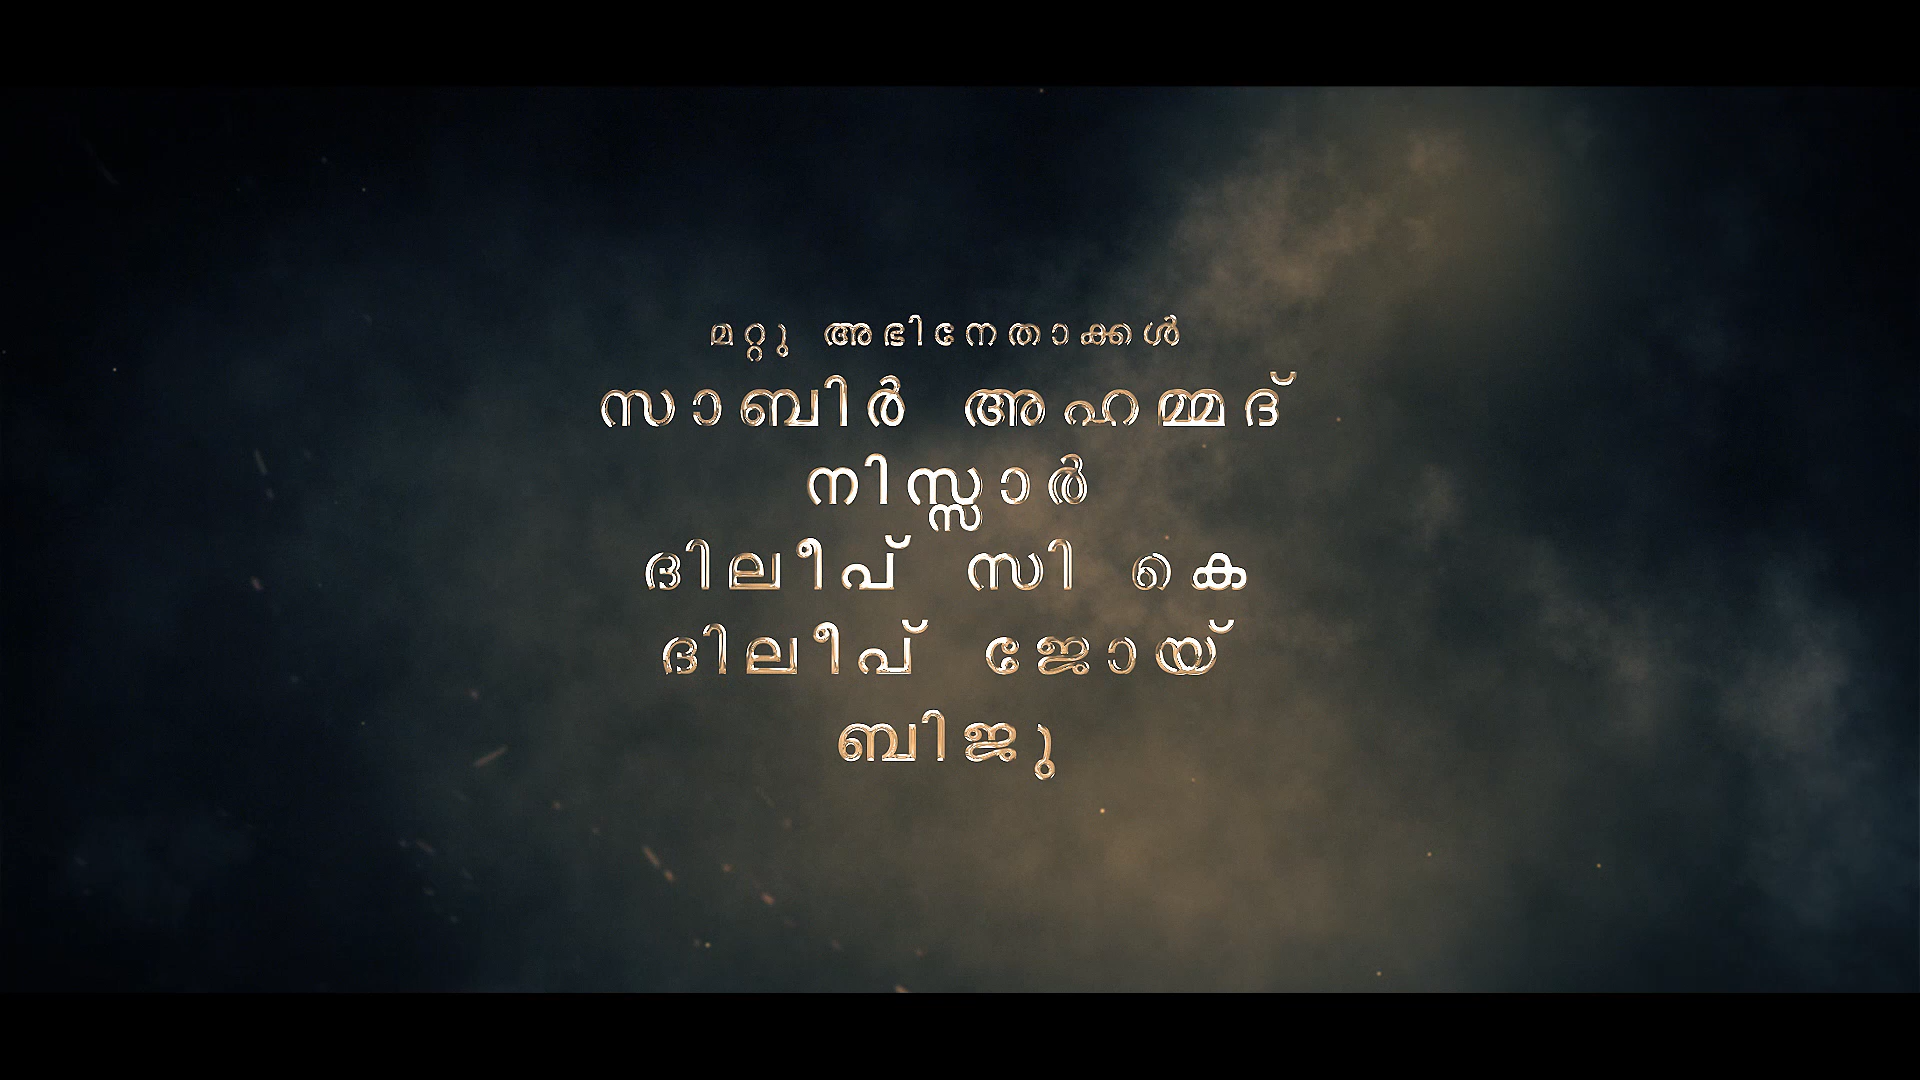 മറ്റു അഭിനേതാക്കൾ
സാബിർ അഹമ്മദ്
നിസ്സാർ
ദിലീപ് സി കെ
ദിലീപ് ജോയ്
ബിജു